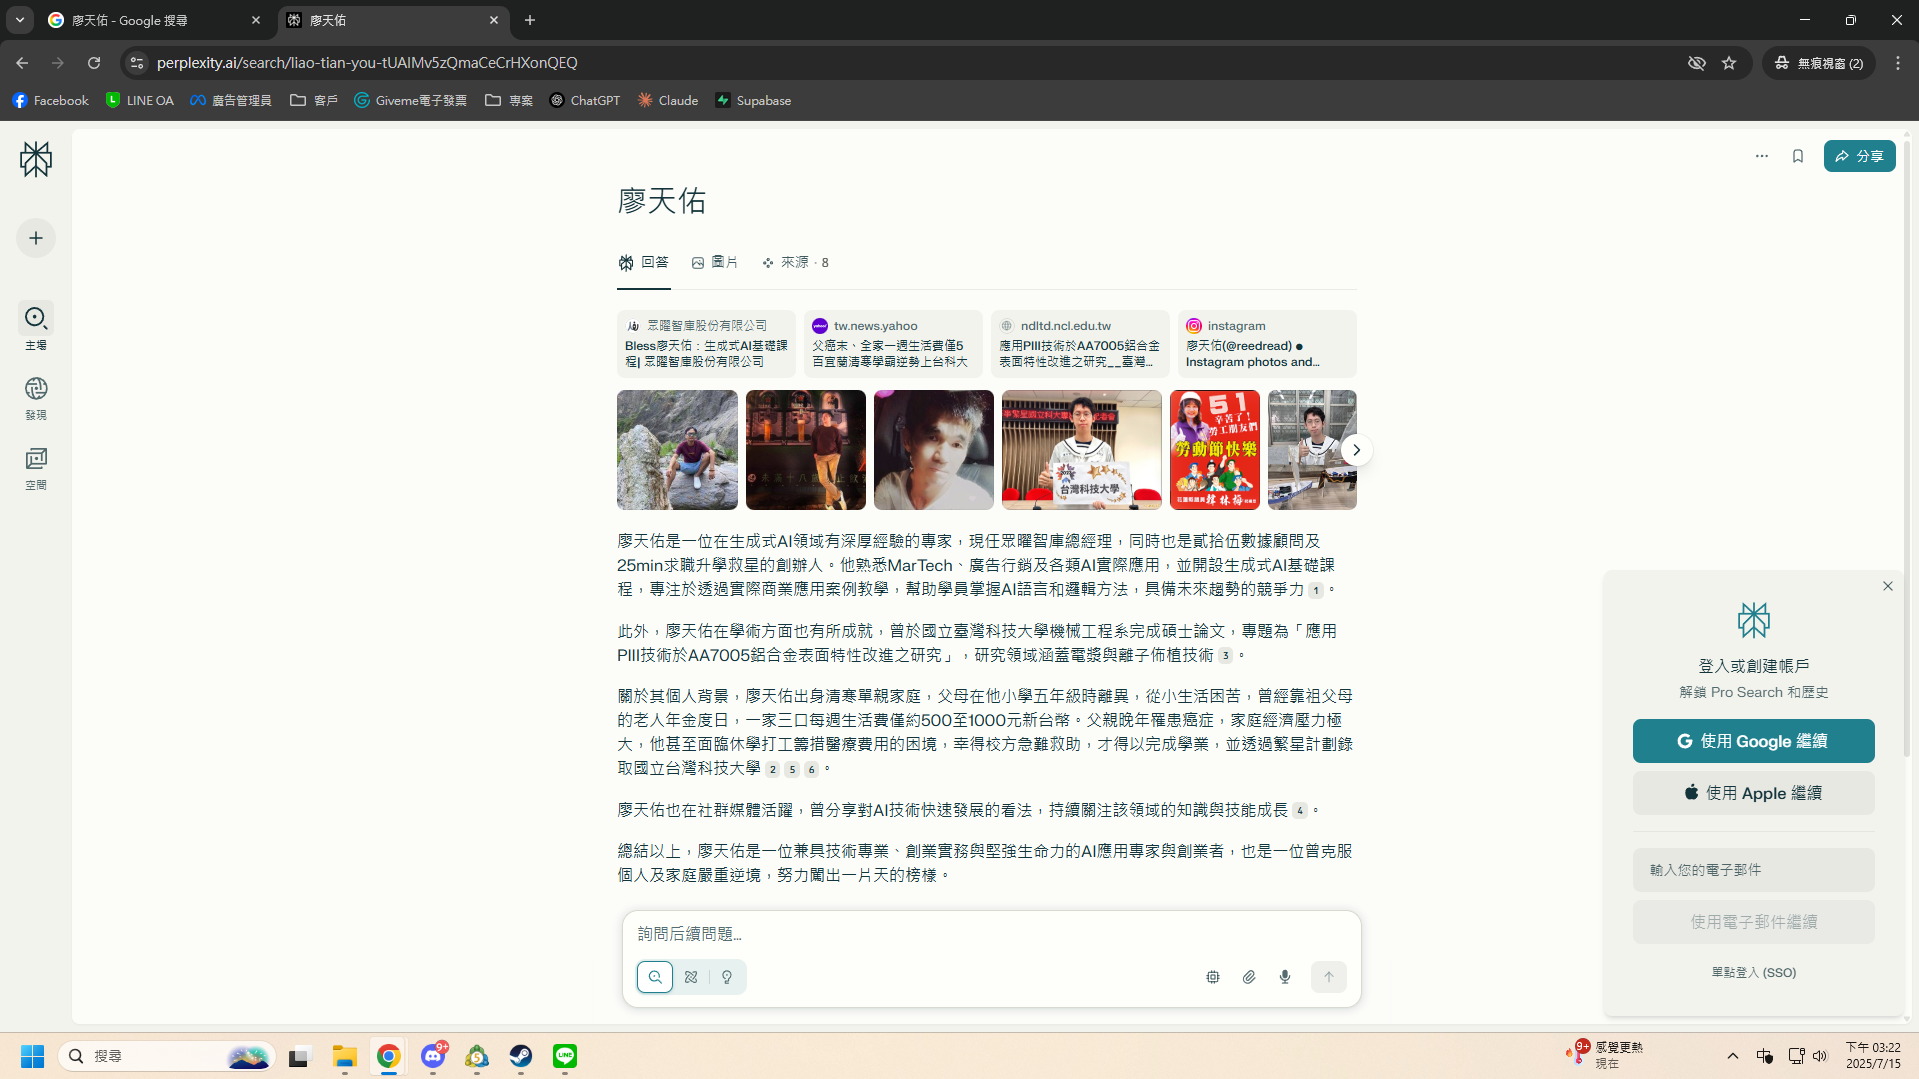 廖天佑 - Google 搜尋
廖天佑
perplexity.ai/search/liao-tian-you-tUAIMv5zQmaCeCrHXonQEQ
無痕視窗 (2)
Facebook
LINE OA
廣告管理員
客戶
Giveme電子發票
專案
ChatGPT
Claude
Supabase
分享
主場
發現
空間
廖天佑
回答
圖片
來源 · 8
眾曜智庫股份有限公司
Bless廖天佑：生成式AI基礎課
程| 眾曜智庫股份有限公司
tw.news.yahoo
父癌末、全家一週生活費僅5
百宜蘭清寒學霸逆勢上台科大
ndltd.ncl.edu.tw
應用PIII技術於AA7005鋁合金
表面特性改進之研究__臺灣…
instagram
廖天佑(@reedread) ●
Instagram photos and…
台灣科技大學
51
辛苦了!
勞工朋友們
勞動節快樂
廖天佑是一位在生成式AI領域有深厚經驗的專家，現任眾曜智庫總經理，同時也是貳拾伍數據顧問及
25min求職升學救星的創辦人。他熟悉MarTech、廣告行銷及各類AI實際應用，並開設生成式AI基礎課
程，專注於透過實際商業應用案例教學，幫助學員掌握AI語言和邏輯方法，具備未來趨勢的競爭力 1 。
此外，廖天佑在學術方面也有所成就，曾於國立臺灣科技大學機械工程系完成碩士論文，專題為「應用
PIII技術於AA7005鋁合金表面特性改進之研究」，研究領域涵蓋電漿與離子佈植技術 3 。
關於其個人背景，廖天佑出身清寒單親家庭，父母在他小學五年級時離異，從小生活困苦，曾經靠祖父母
的老人年金度日，一家三口每週生活費僅約500至1000元新台幣。父親晚年罹患癌症，家庭經濟壓力極
大，他甚至面臨休學打工籌措醫療費用的困境，幸得校方急難救助，才得以完成學業，並透過繁星計劃錄
取國立台灣科技大學 2 5 6 。
廖天佑也在社群媒體活躍，曾分享對AI技術快速發展的看法，持續關注該領域的知識與技能成長 4 。
總結以上，廖天佑是一位兼具技術專業、創業實務與堅強生命力的AI應用專家與創業者，也是一位曾克服
個人及家庭嚴重逆境，努力闖出一片天的榜樣。
詢問后續問題…
登入或創建帳戶
解鎖 Pro Search 和歷史
使用 Google 繼續
使用 Apple 繼續
輸入您的電子郵件
使用電子郵件繼續
單點登入 (SSO)
搜尋
9+
9+
感覺更熱
現在
中
下午 03:22
2025/7/15